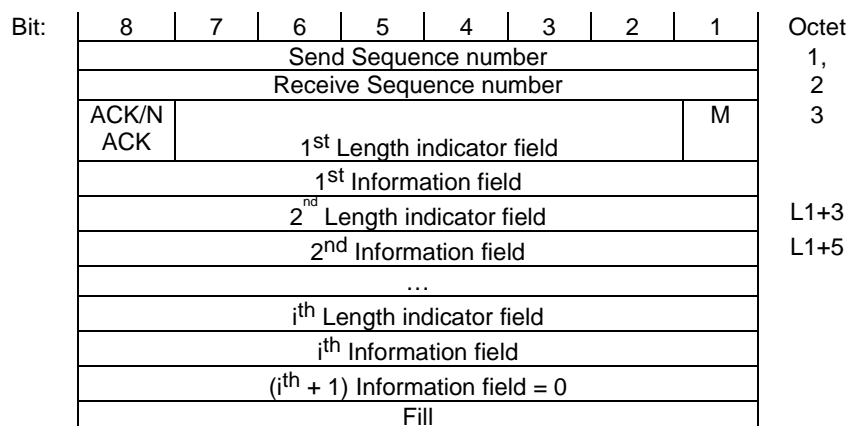 Bit: 8 7 6 5 4 3 2 1 Octet
Send Sequence number 1,
Receive Sequence number 2
ACK/N M 3
ACK 1st Length indicator field
1st Information field
2nd Length indicator field L1+3
2nd Information field L1+5
…
ith Length indicator field
ith Information field
(ith + 1) Information field = 0
Fill